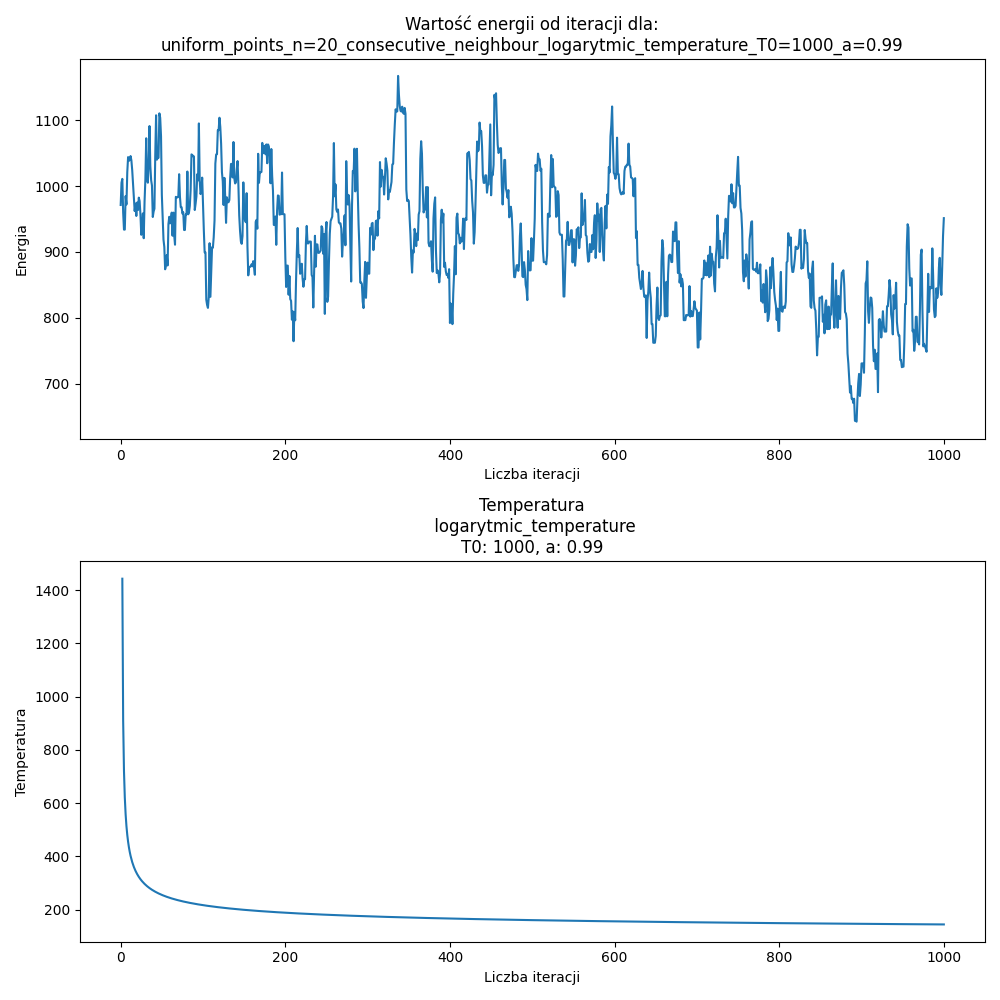 Wartość energii od iteracji dla:
uniform_points_n=20_consecutive_neighbour_logarytmic_temperature_T0=1000_a=0.99
1100
1000
900
800
700
Energia
0 200 400 600 800 1000
Liczba iteracji
Temperatura
logarytmic_temperature
T0: 1000, a: 0.99
1400
1200
1000
800
600
400
200
Temperatura
0 200 400 600 800 1000
Liczba iteracji